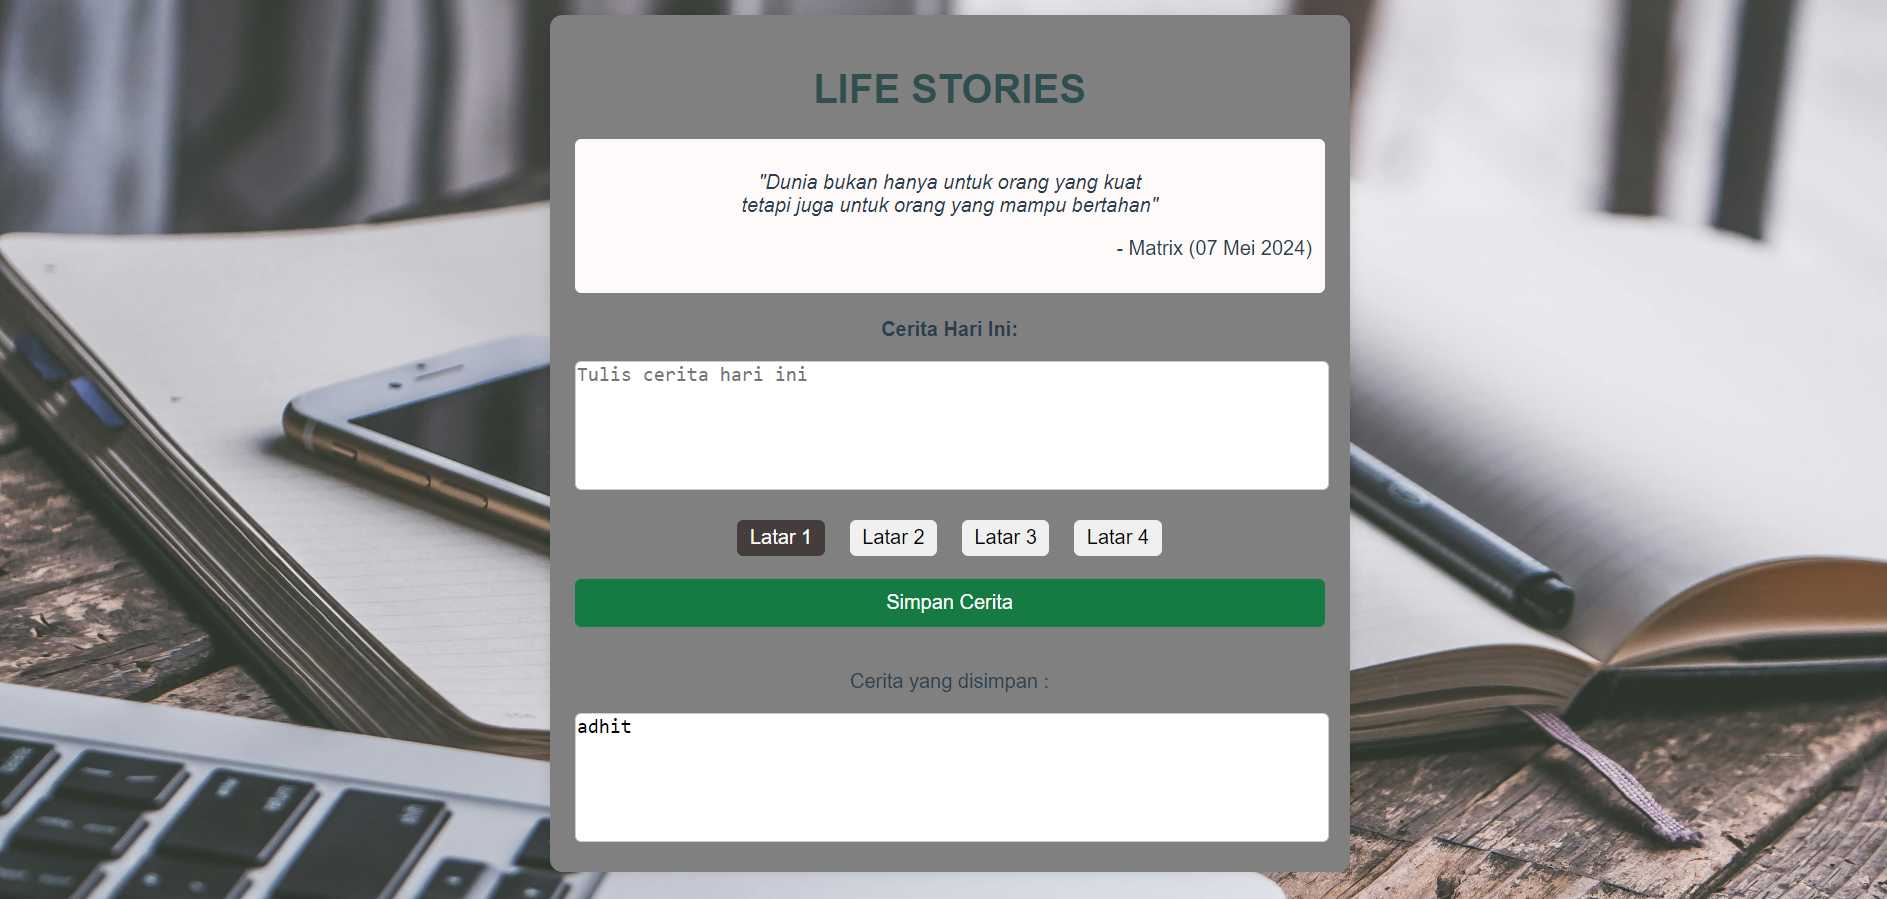 LIFE STORIES
"Dunia bukan hanya untuk orang yang kuat
tetapi juga untuk orang yang mampu bertahan"
- Matrix (07 Mei 2024)
Cerita Hari Ini:
Tulis cerita hari ini
Latar 1 Latar 2 Latar 3 Latar 4
Simpan Cerita
Cerita yang disimpan :
adhit